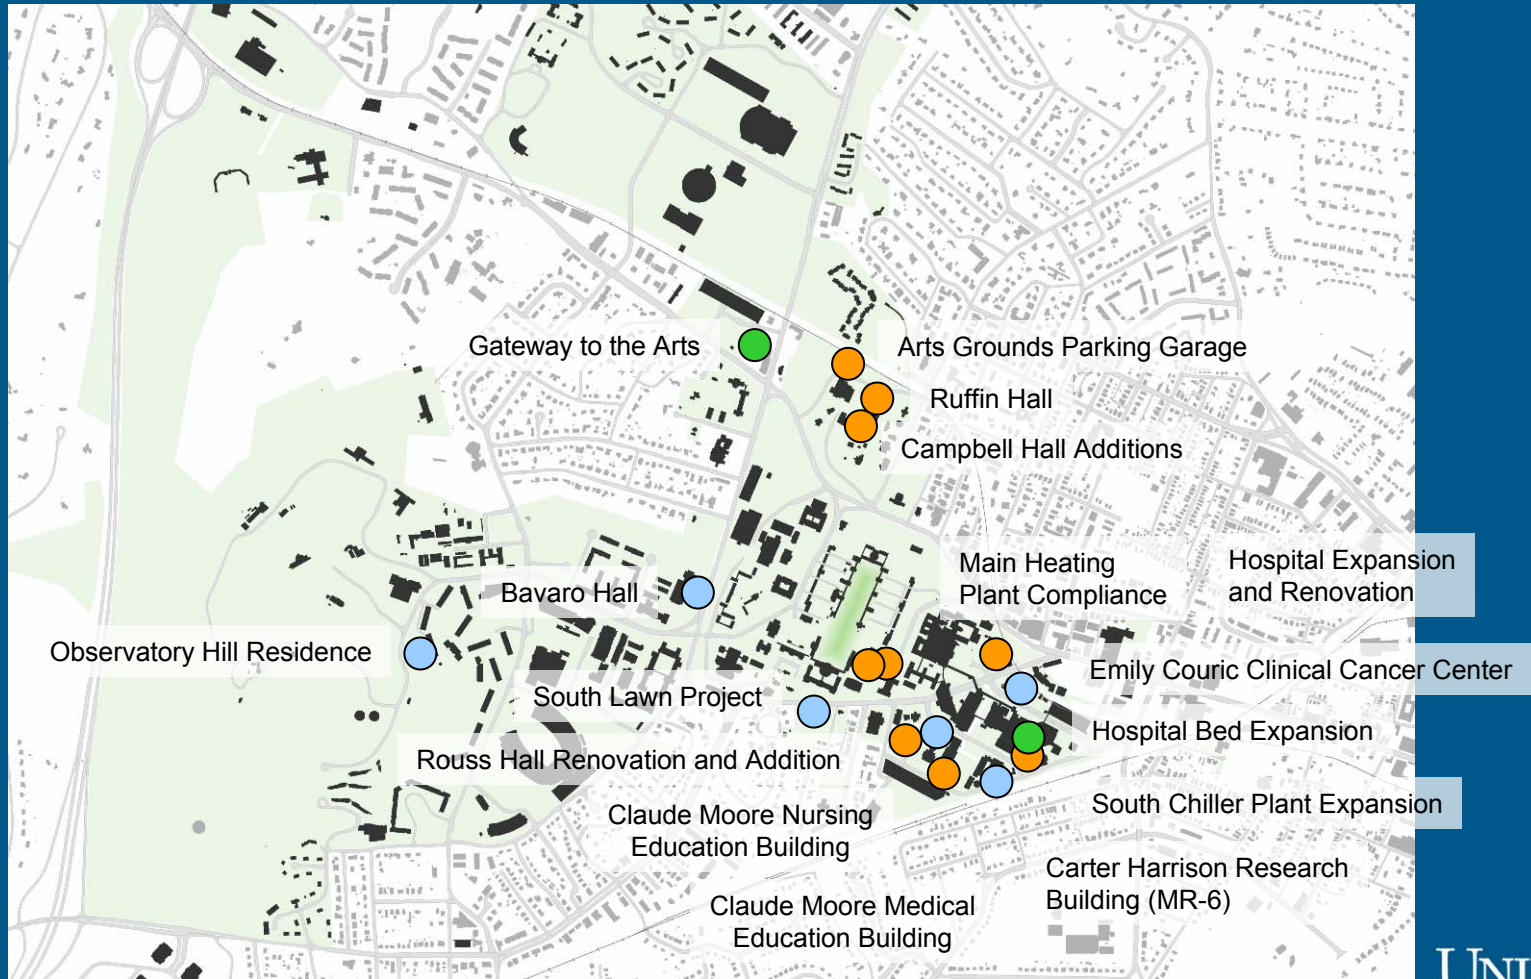 Gateway to the Arts
Arts Grounds Parking Garage
Ruffin Hall
Campbell Hall Additions
Main Heating
Plant Compliance
Hospital Expansion
and Renovation
Bavaro Hall
Observatory Hill Residence
Emily Couric Clinical Cancer Center
South Lawn Project
Hospital Bed Expansion
Rouss Hall Renovation and Addition
South Chiller Plant Expansion
Claude Moore Nursing
Education Building
Carter Harrison Research
Building (MR-6)
Claude Moore Medical
Education Building